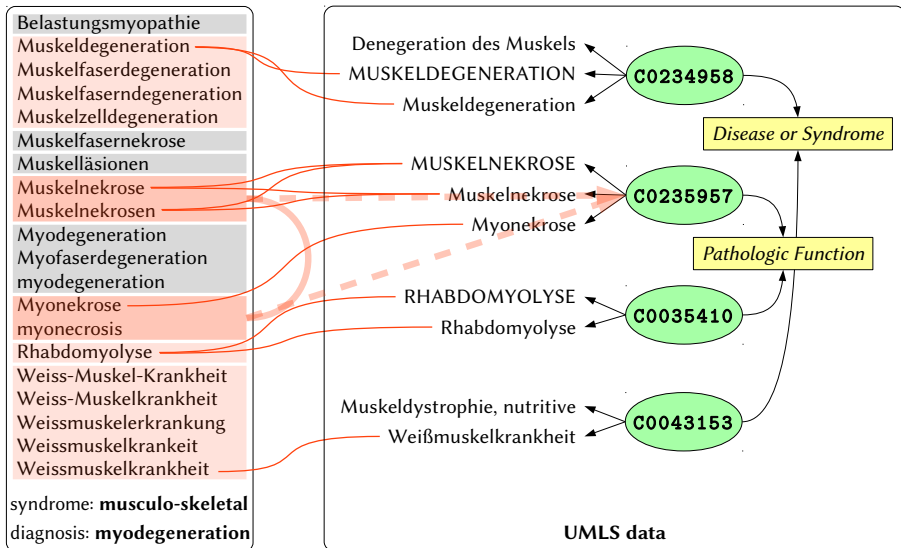 Belastungsmyopathie
Muskeldegeneration
Muskelfaserdegeneration
Muskelfaserndegeneration
Muskelzelldegeneration
Muskelfasernekrose
Muskelläsionen
Muskelnekrose
Muskelnekrosen
Myodegeneration
Myofaserdegeneration
myodegeneration
Myonekrose
myonecrosis
Rhabdomyolyse
Weiss-Muskel-Krankheit
Weiss-Muskelkrankheit
Weissmuskelerkrankung
Weissmuskelkrankeit
Weissmuskelkrankheit
syndrome: musculo-skeletal
diagnosis: myodegeneration
Denegeration des Muskels
MUSKELDEGENERATION
Muskeldegeneration
MUSKELNEKROSE
Muskelnekrose
Myonekrose
RHABDOMYOLYSE
Rhabdomyolyse
Muskeldystrophie, nutritive
Weißmuskelkrankheit
C0234958
C0235957
C0035410
C0043153
Disease or Syndrome
Pathologic Function
UMLS data